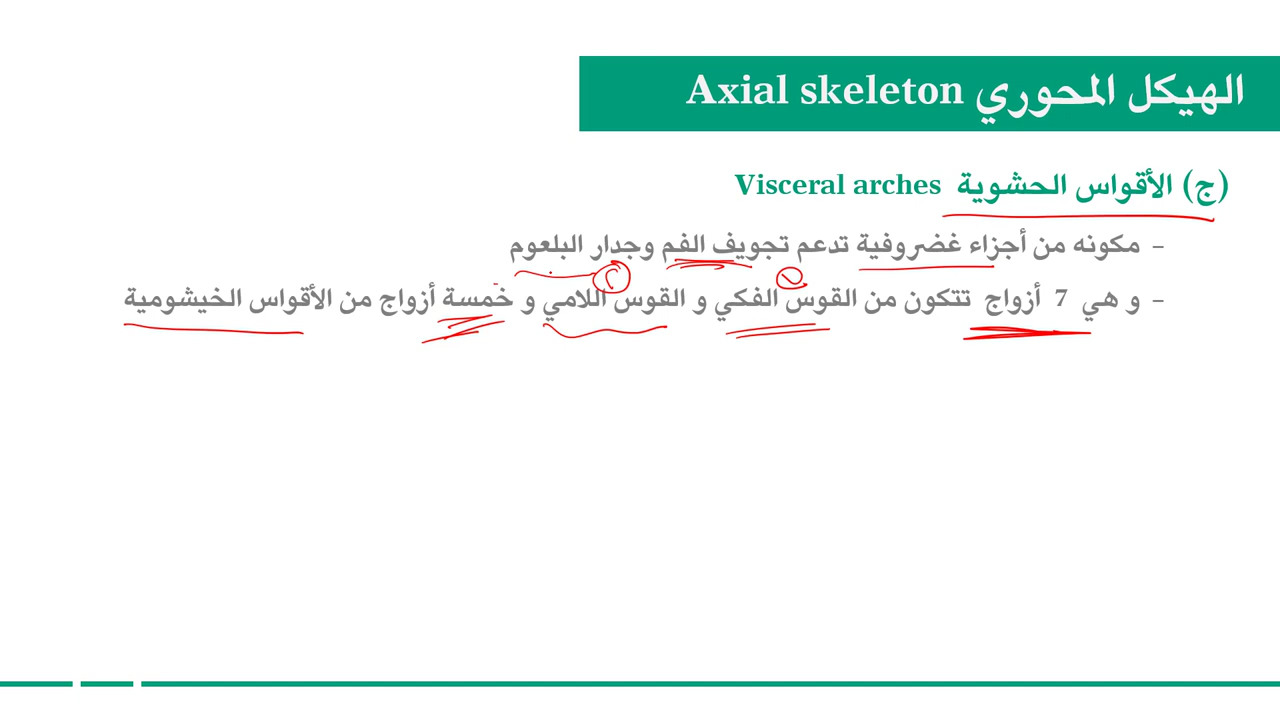 الهيكل المحوري Axial skeleton
(ج) الأقواس الحشوية Visceral arches
- مكونه من أجزاء غضروفية تدعم تجويف الفم وجدار البلعوم
- و هي 7 أزواج تتكون من القوس الفكي و القوس اللامي و خمسة أزواج من الأقواس الخيشومية